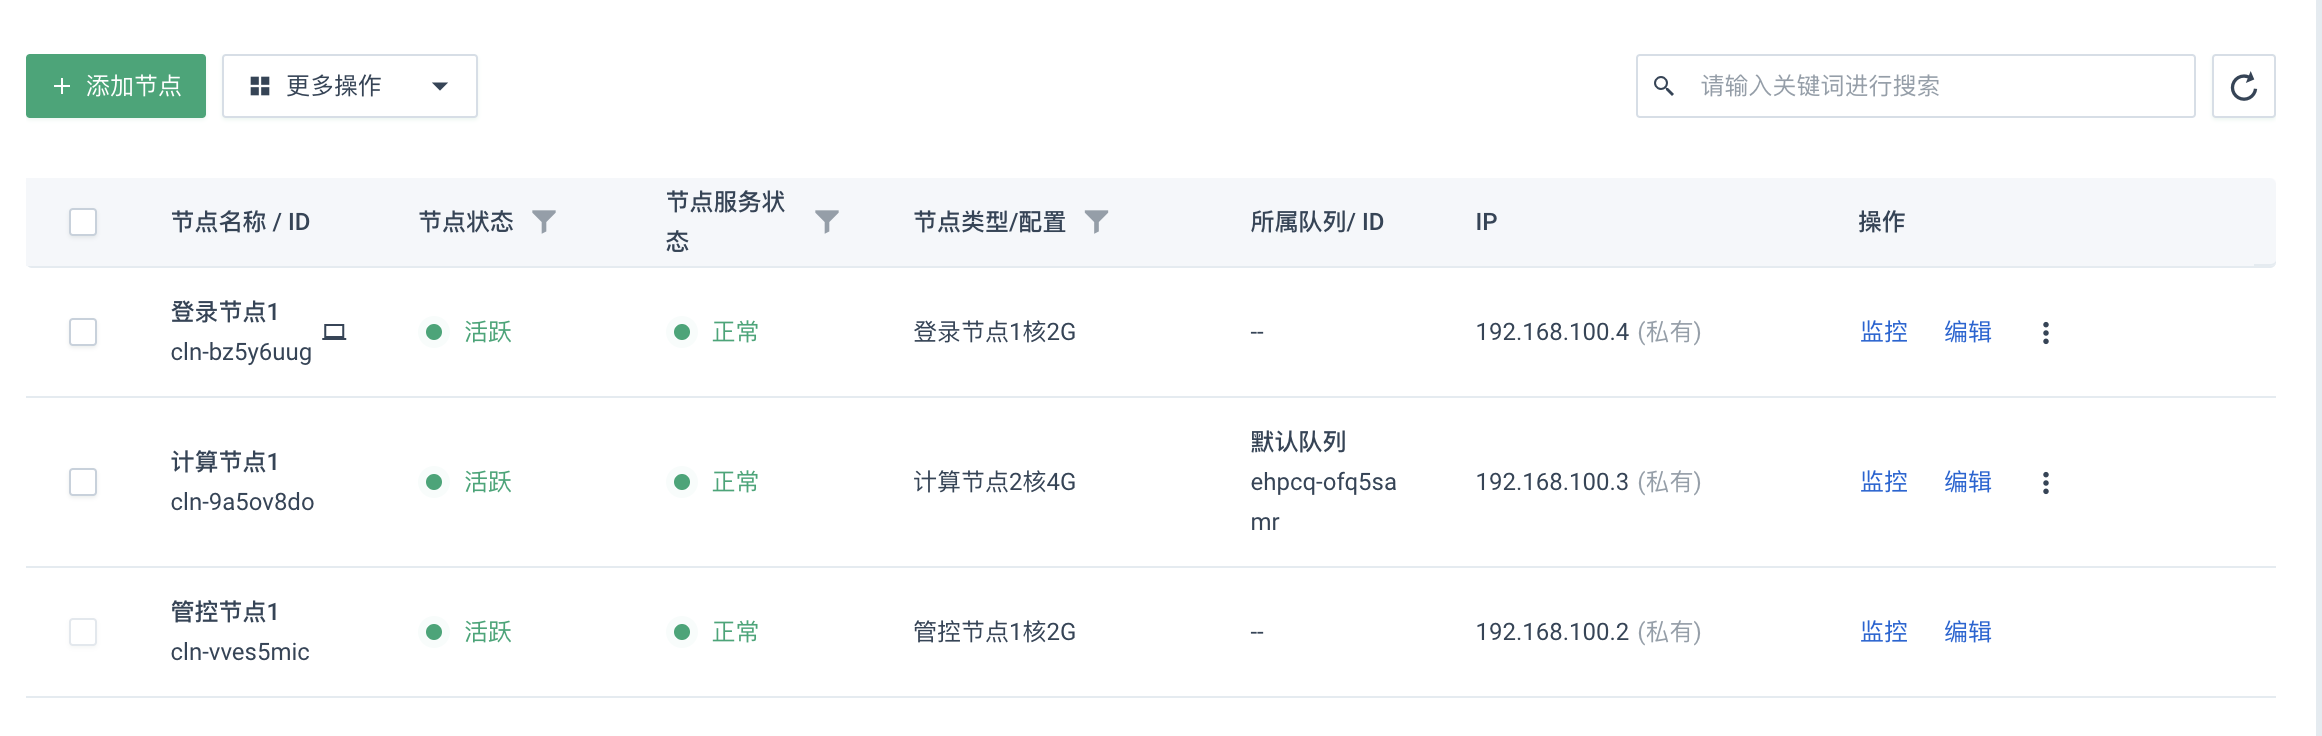 + 添加节点
更多操作
请输入关键词进行搜索
节点名称 / ID
节点状态
节点服务状
态
节点类型/配置
所属队列/ ID
IP
操作
登录节点1
cln-bz5y6uug
活跃
正常
登录节点1核2G
--
192.168.100.4 (私有)
监控
编辑
计算节点1
cln-9a5ov8do
活跃
正常
计算节点2核4G
默认队列
ehpcq-ofq5sa
mr
192.168.100.3 (私有)
监控
编辑
管控节点1
cln-vves5mic
活跃
正常
管控节点1核2G
--
192.168.100.2 (私有)
监控
编辑